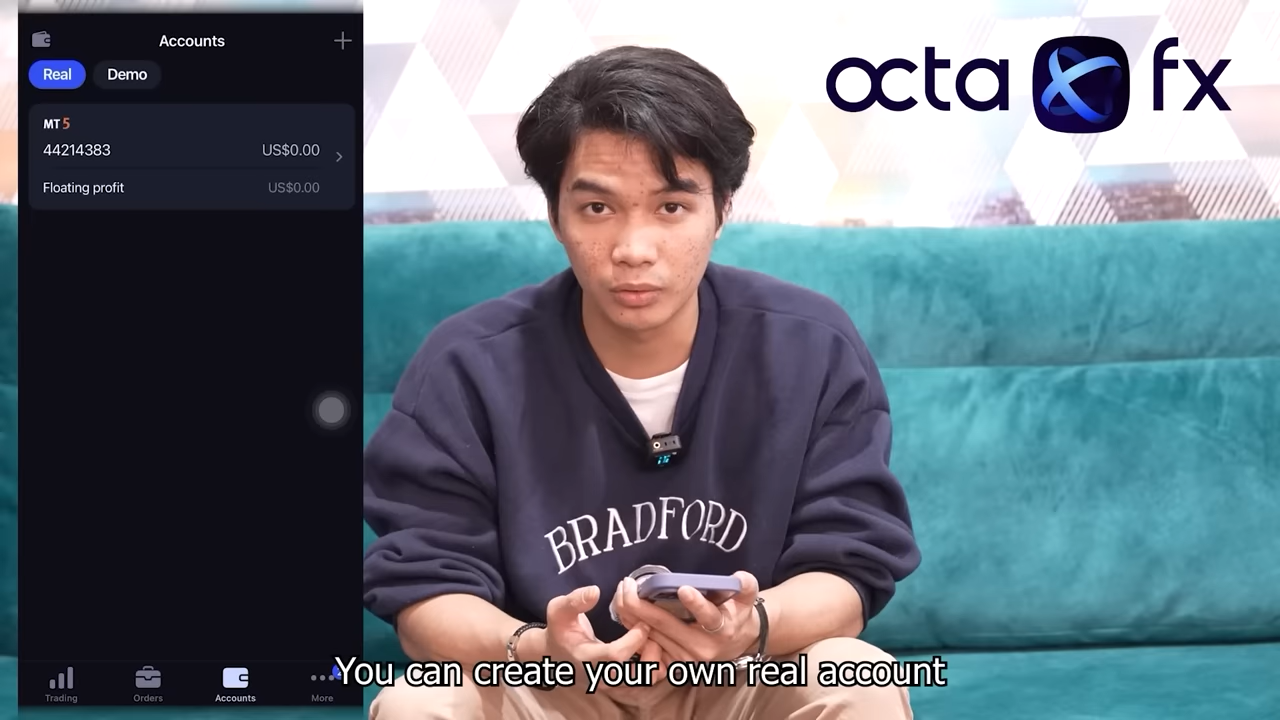 Accounts
Real
Demo
MT5
44214383
US$0.00
Floating profit
US$0.00
Trading
Orders
Accounts
More
octa fx
BRADFORD
You can create your own real account